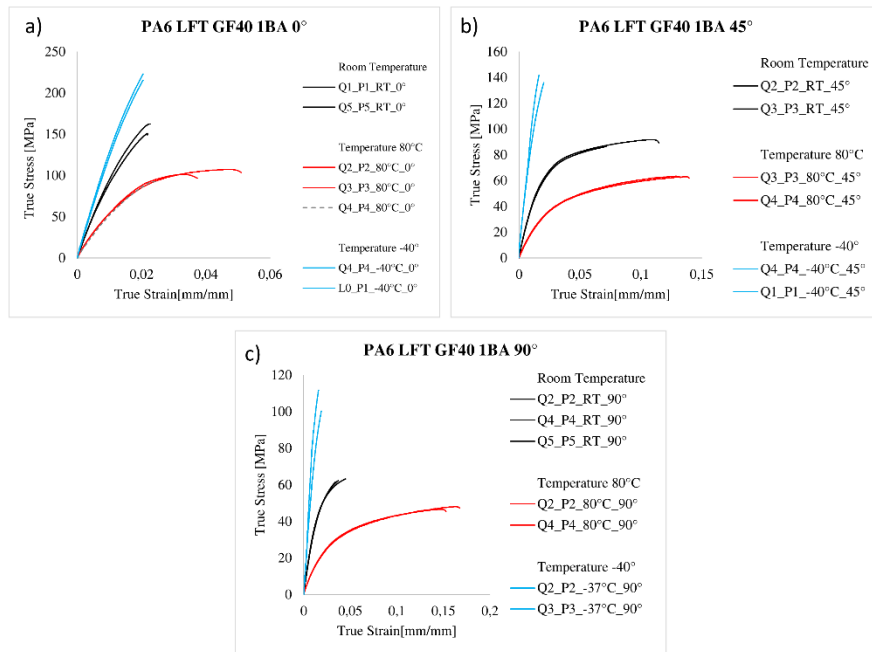 a)
PA6 LFT GF40 1BA 0°
250
200
150
100
50
0
0
0,02
0,04
0,06
True Stress [MPa]
True Strain[mm/mm]
Room Temperature
Q1_P1_RT_0°
Q5_P5_RT_0°
Temperature 80°C
Q2_P2_80°C_0°
Q3_P3_80°C_0°
Q4_P4_80°C_0°
Temperature -40°
Q4_P4_-40°C_0°
L0_P1_-40°C_0°
b)
PA6 LFT GF40 1BA 45°
160
140
120
100
80
60
40
20
0
0
0,05
0,1
0,15
True Stress [MPa]
True Strain[mm/mm]
Room Temperature
Q2_P2_RT_45°
Q3_P3_RT_45°
Temperature 80°C
Q3_P3_80°C_45°
Q4_P4_80°C_45°
Temperature -40°
Q4_P4_-40°C_45°
Q1_P1_-40°C_45°
c)
PA6 LFT GF40 1BA 90°
120
100
80
60
40
20
0
0
0,05
0,1
0,15
0,2
True Stress [MPa]
True Strain[mm/mm]
Room Temperature
Q2_P2_RT_90°
Q4_P4_RT_90°
Q5_P5_RT_90°
Temperature 80°C
Q2_P2_80°C_90°
Q4_P4_80°C_90°
Temperature -40°
Q2_P2_-37°C_90°
Q3_P3_-37°C_90°